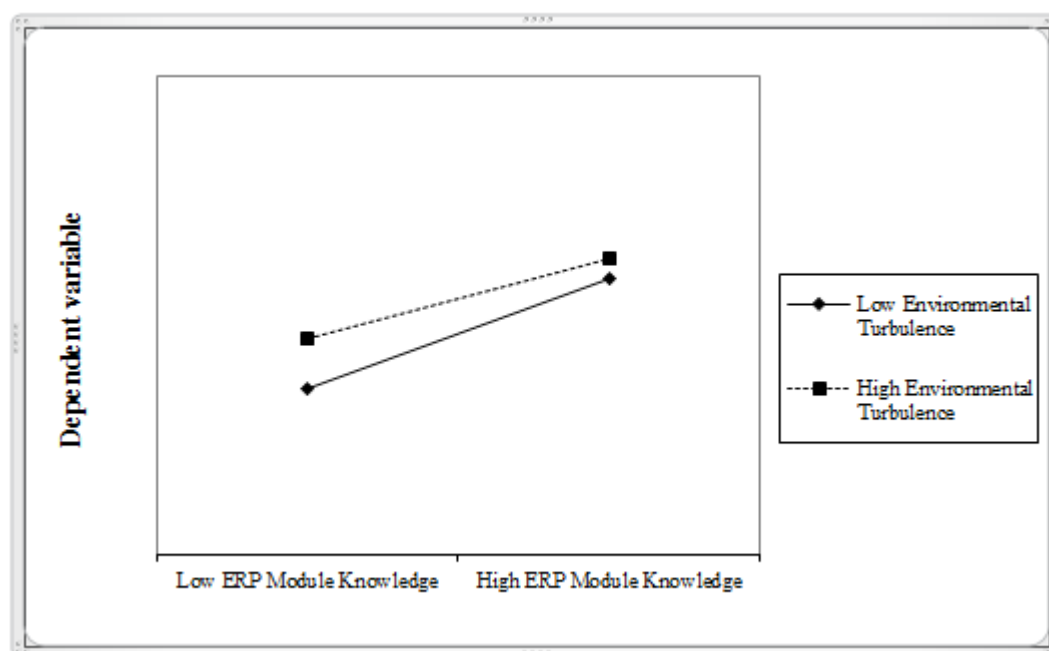 Dependent variable
Low ERP Module Knowledge
High ERP Module Knowledge
Low Environmental
Turbulence
High Environmental
Turbulence